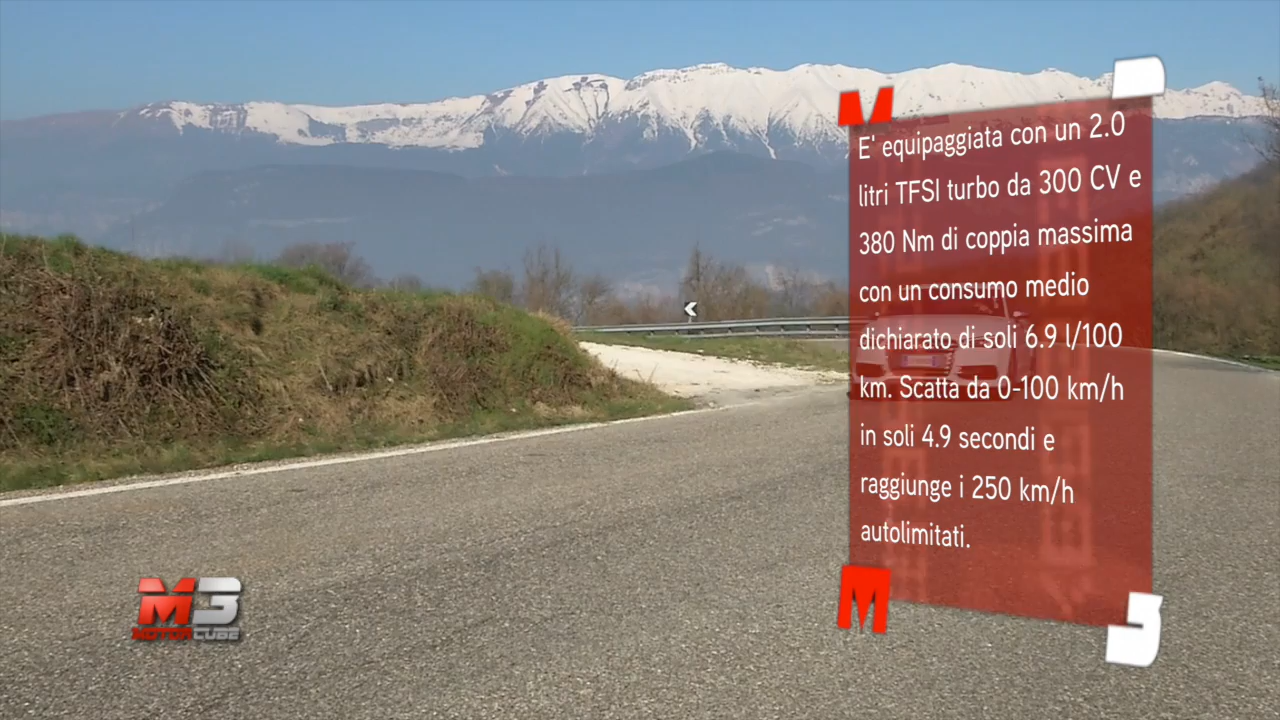 E' equipaggiata con un 2.0
litri TFSI turbo da 300 CV e
380 Nm di coppia massima
con un consumo medio
dichiarato di soli 6.9 l/100
km. Scatta da 0-100 km/h
in soli 4.9 secondi e
raggiunge i 250 km/h
autolimitati.
M3
MOTORCUBE